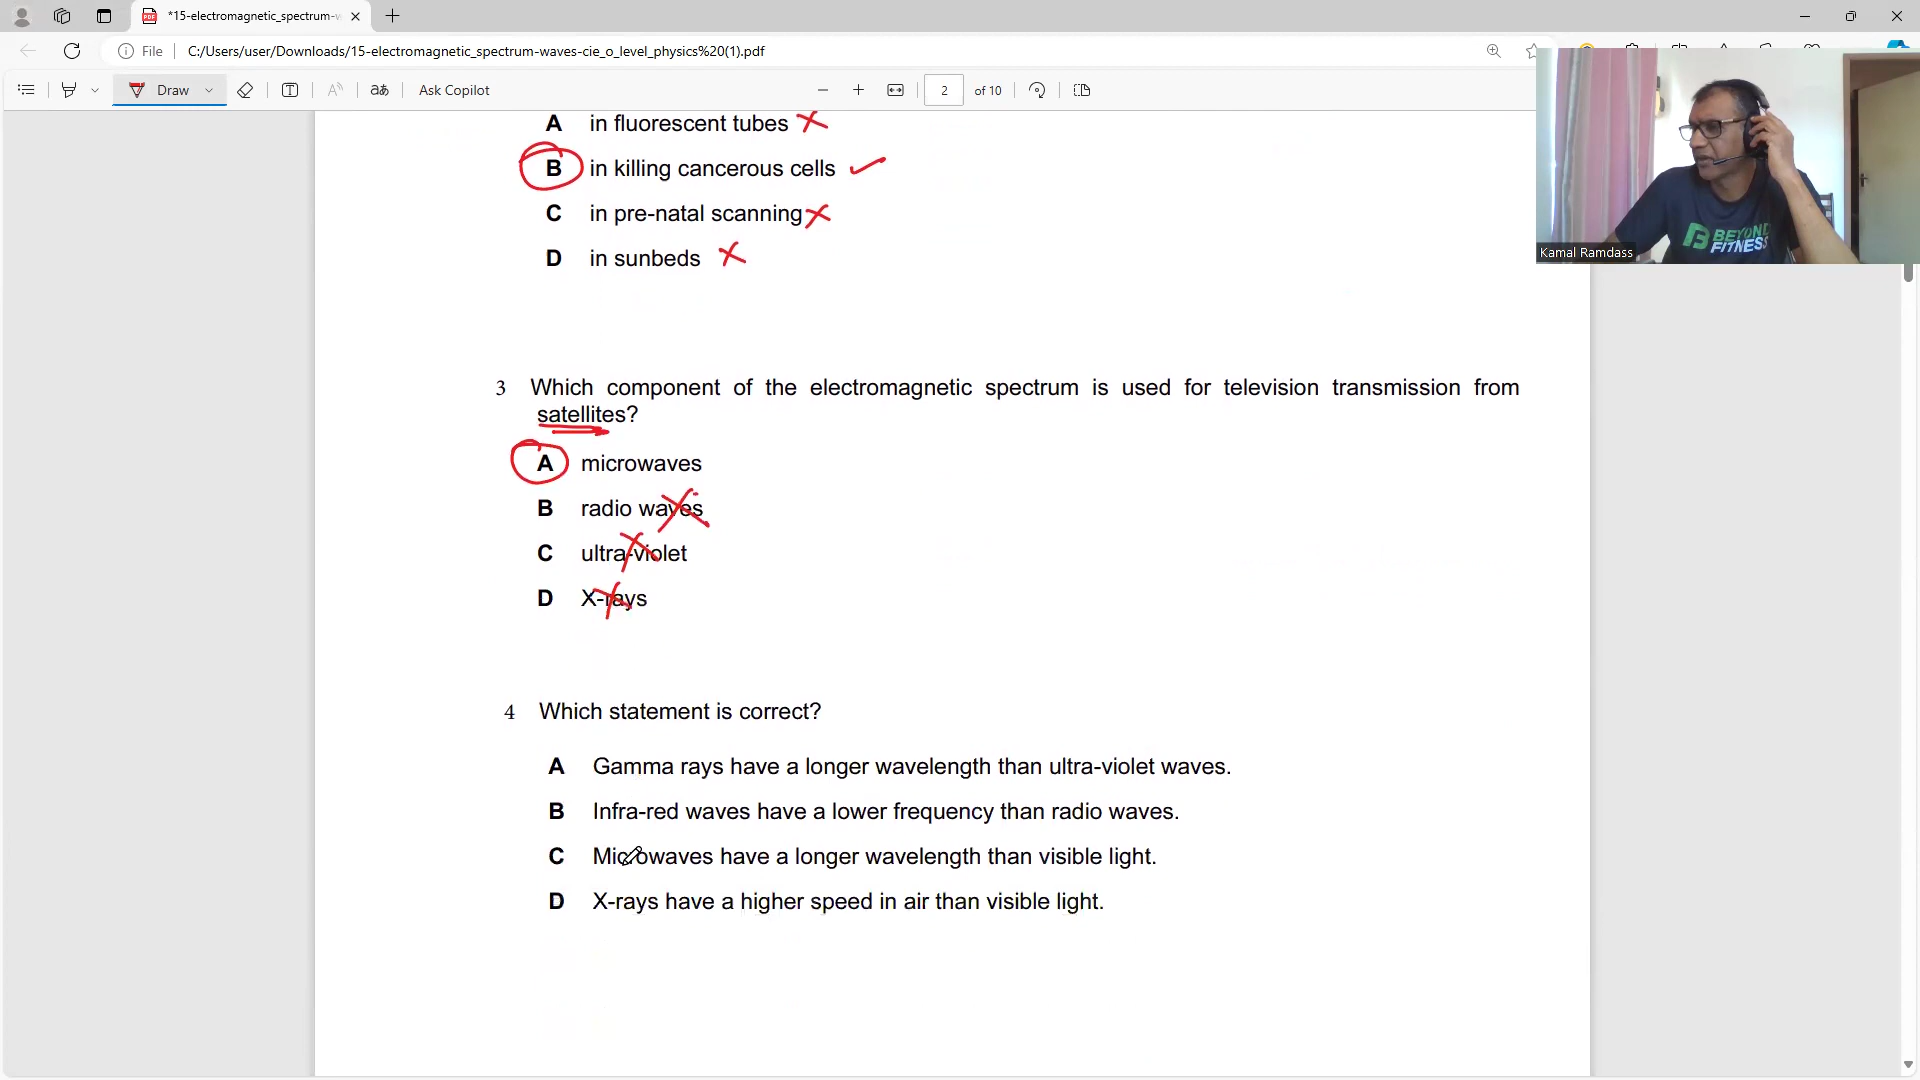 *15-electromagnetic_spectrum-w
File
C:/Users/user/Downloads/15-electromagnetic_spectrum-waves-cie_o_level_physics%20(1).pdf
Draw
Ask Copilot
2
of 10
A in fluorescent tubes
B in killing cancerous cells
C in pre-natal scanning
D in sunbeds
BEYOND
FITNESS
Kamal Ramdass
3 Which component of the electromagnetic spectrum is used for television transmission from
satellites?
A microwaves
B radio waves
C ultra-violet
D X-rays
4 Which statement is correct?
A Gamma rays have a longer wavelength than ultra-violet waves.
B Infra-red waves have a lower frequency than radio waves.
C Microwaves have a longer wavelength than visible light.
D X-rays have a higher speed in air than visible light.